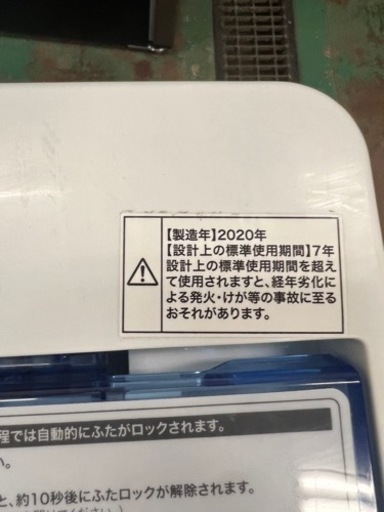 【製造年】2020年
【設計上の標準使用期間】7年
設計上の標準使用期間を超え
て使用されますと、経年劣化に
よる発火・けが等の事故に至る
おそれがあります。
程では自動的にふたがロックされます。
い。
と、約10秒後にふたロックが解除されます。